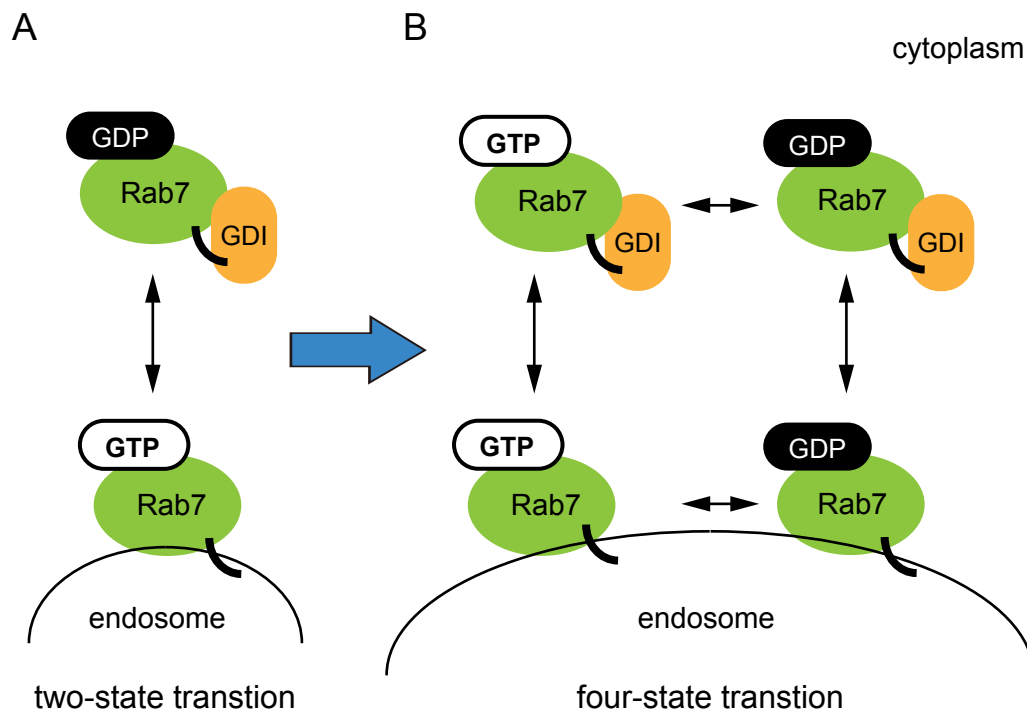 A
GDP
Rab7
GDI
GTP
Rab7
endosome
two-state transtion
B
cytoplasm
GTP
Rab7
GDI
GDP
Rab7
GDI
GTP
Rab7
GDP
Rab7
endosome
four-state transtion